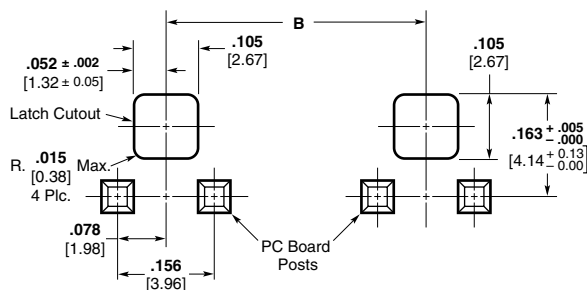 B
.052 ± .002
[1.32 ± 0.05]
.105
[2.67]
.105
[2.67]
Latch Cutout
.163 + .005 − .000
[4.14 + 0.13 − 0.00]
R. .015 Max.
[0.38]
4 Plc.
.078
[1.98]
PC Board
Posts
.156
[3.96]